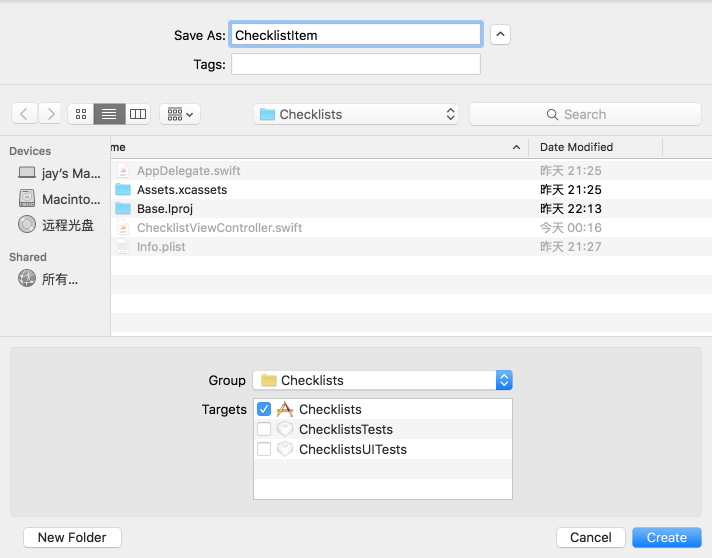 Save As: ChecklistItem
Tags:
Checklists
Search
Devices
jay's Ma...
Macinto...
远程光盘
Shared
所有...
me Date Modified
AppDelegate.swift 昨天 21:25
Assets.xcassets 昨天 21:25
Base.lproj 昨天 22:13
ChecklistViewController.swift 今天 00:16
Info.plist 昨天 21:27
Group Checklists
Targets Checklists
ChecklistsTests
ChecklistsUITests
New Folder Cancel Create